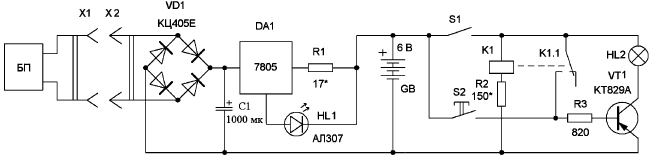 VD1
КЦ405Е
X1 X2
DA1
БП
7805
R1
17*
C1
1000 мк
HL1
АЛ307
6 В
GB
S1
K1
K1.1
HL2
S2
R2
150*
VT1
КТ829А
R3
820
+
+